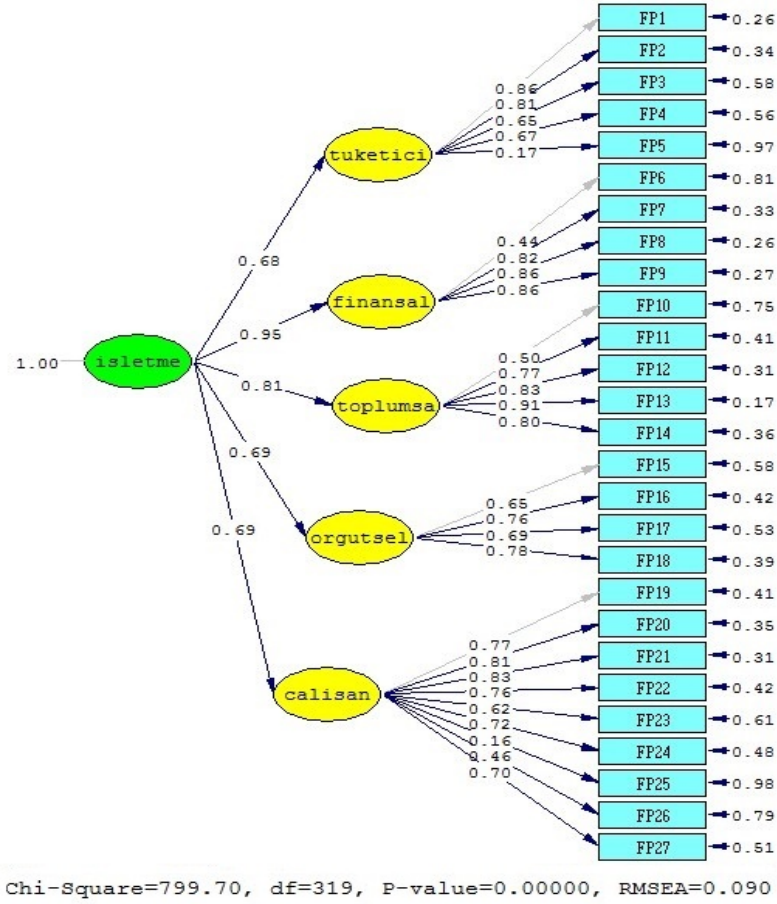 FP1 0.26
FP2 0.34
0.86
FP3 0.58
0.81
0.65
FP4 0.56
0.67
tuketici
0.17
FP5 0.97
FP6 0.81
FP7 0.33
0.44
FP8 0.26
0.82
0.68
0.86
FP9 0.27
0.86
finansal
FP10 0.75
0.95
FP11 0.41
0.50
1.00 isletme
FP12 0.31
0.77
0.81
0.83
FP13 0.17
toplumsa
0.91
0.80
FP14 0.36
0.69
FP15 0.58
FP16 0.42
0.65
0.76
FP17 0.53
0.69
0.69
orgutsel
0.78
FP18 0.39
FP19 0.41
FP20 0.35
0.77
FP21 0.31
0.81
0.83
calisan
0.76
FP22 0.42
0.62
FP23 0.61
0.72
0.16
FP24 0.48
0.46
0.70
FP25 0.98
FP26 0.79
FP27 0.51
Chi-Square=799.70, df=319, P-value=0.00000, RMSEA=0.090